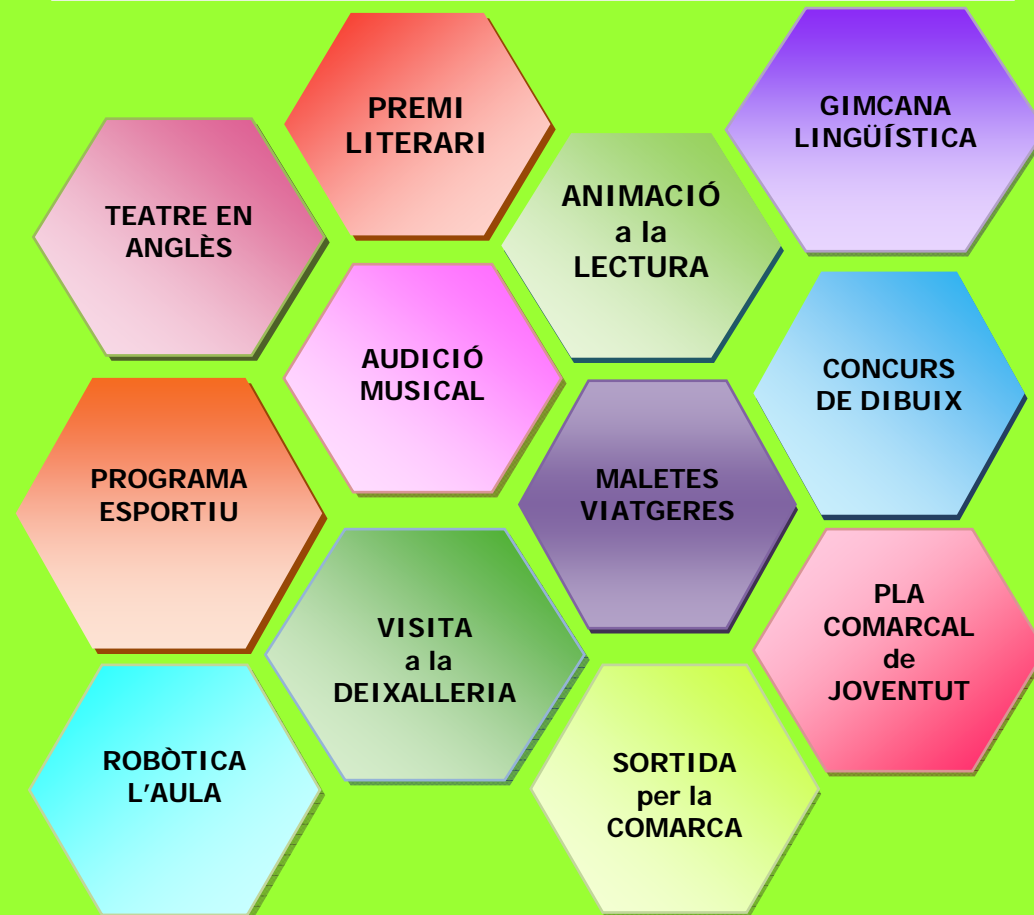 PREMI
LITERARI
GIMCANA
LINGÜÍSTICA
TEATRE EN
ANGLÈS
ANIMACIÓ
a la
LECTURA
AUDICIÓ
MUSICAL
CONCURS
DE DIBUIX
PROGRAMA
ESPORTIU
MALETES
VIATGERES
VISITA
a la
DEIXALLERIA
PLA
COMARCAL
de
JOVENTUT
ROBÒTICA
L'AULA
SORTIDA
per la
COMARCA